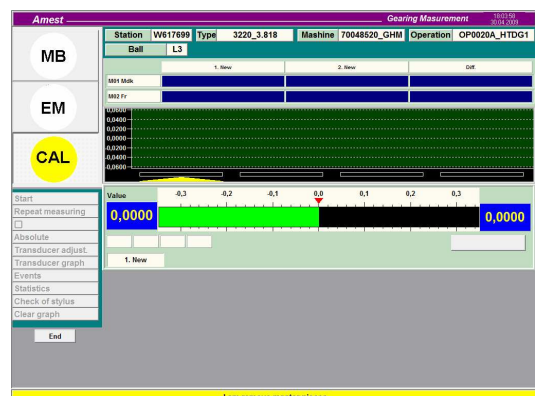 Amest
Gearing Masurement
18:03:50
30.04.2009
Station W617699 Type 3220_3.818 Mashine 70048520_GHM Operation OP0020A_HTDG1
Ball L3
MB
EM
CAL
1. New 2. New Diff.
M01 Mdk
M02 Fr
0,0600
0,0400
0,0200
0,0000
-0,0200
-0,0400
-0,0600
Start
Repeat measuring
Absolute
Transducer adjust.
Transducer graph
Events
Statistics
Check of stylus
Clear graph
End
Value -0,3 -0,2 -0,1 0,0 0,1 0,2 0,3
0,0000 0,0000
1. New